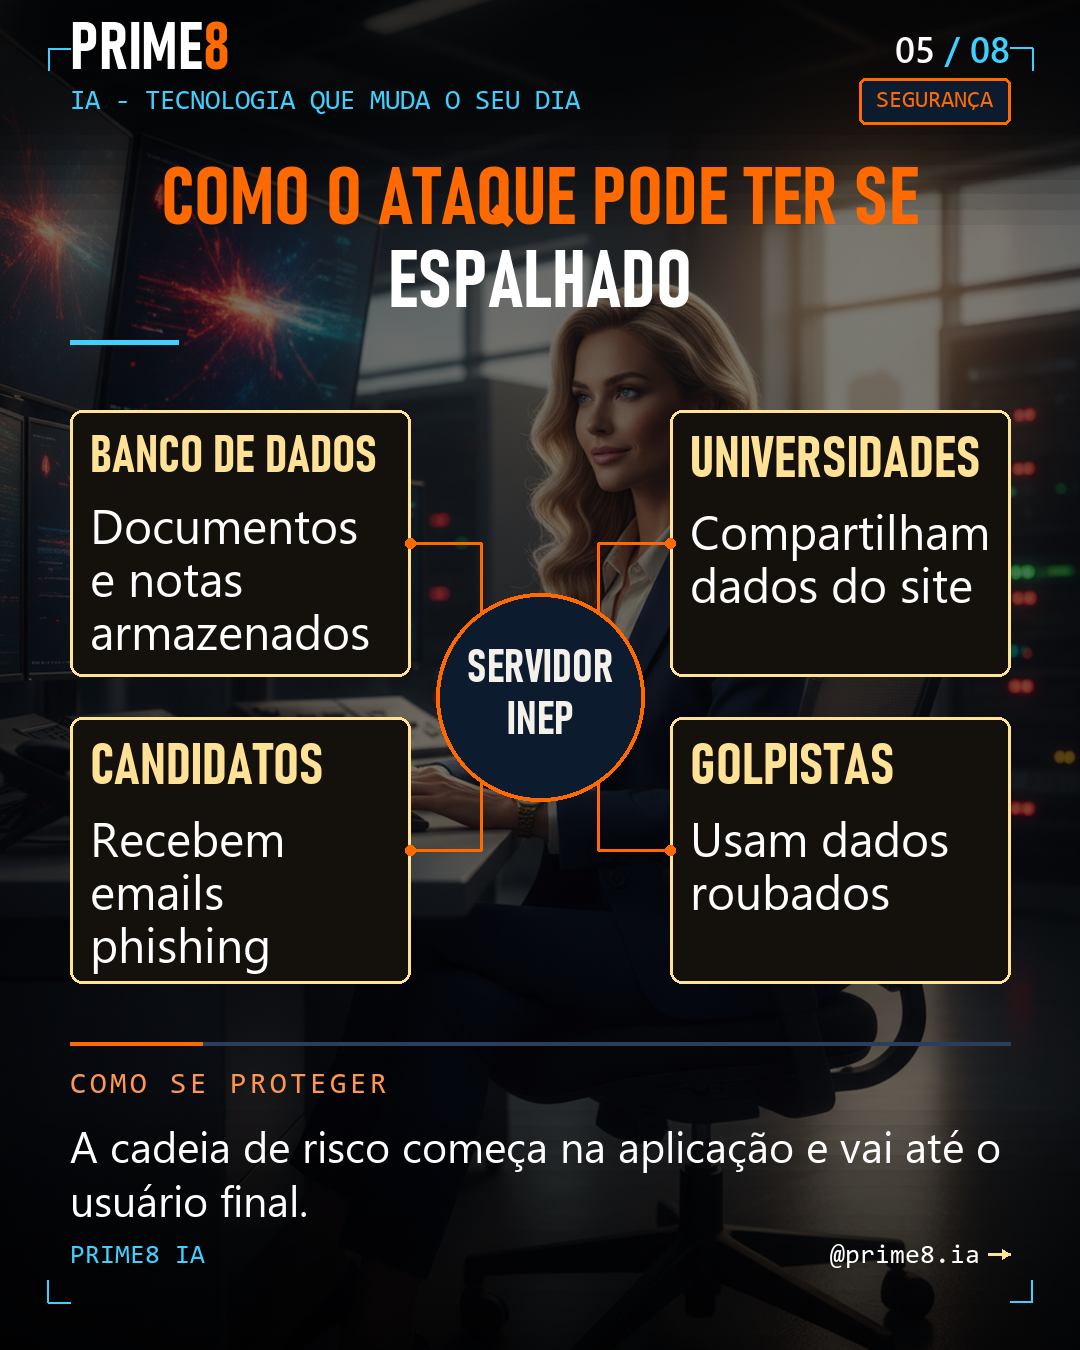 PRIME8
05 / 08
IA - TECNOLOGIA QUE MUDA O SEU DIA
SEGURANÇA
COMO O ATAQUE PODE TER SE
ESPALHADO
BANCO DE DADOS
Documentos
e notas
armazenados
UNIVERSIDADES
Compartilham
dados do site
SERVIDOR
INEP
CANDIDATOS
Recebem
emails
phishing
GOLPISTAS
Usam dados
roubados
COMO SE PROTEGER
A cadeia de risco começa na aplicação e vai até o
usuário final.
PRIME8 IA
@prime8.ia